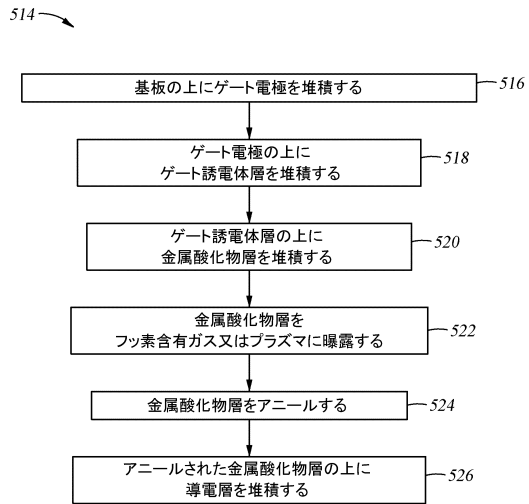 514
基板の上にゲート電極を堆積する
516
ゲート電極の上に
ゲート誘電体層を堆積する
518
ゲート誘電体層の上に
金属酸化物層を堆積する
520
金属酸化物層を
フッ素含有ガス又はプラズマに曝露する
522
金属酸化物層をアニールする
524
アニールされた金属酸化物層の上に
導電層を堆積する
526